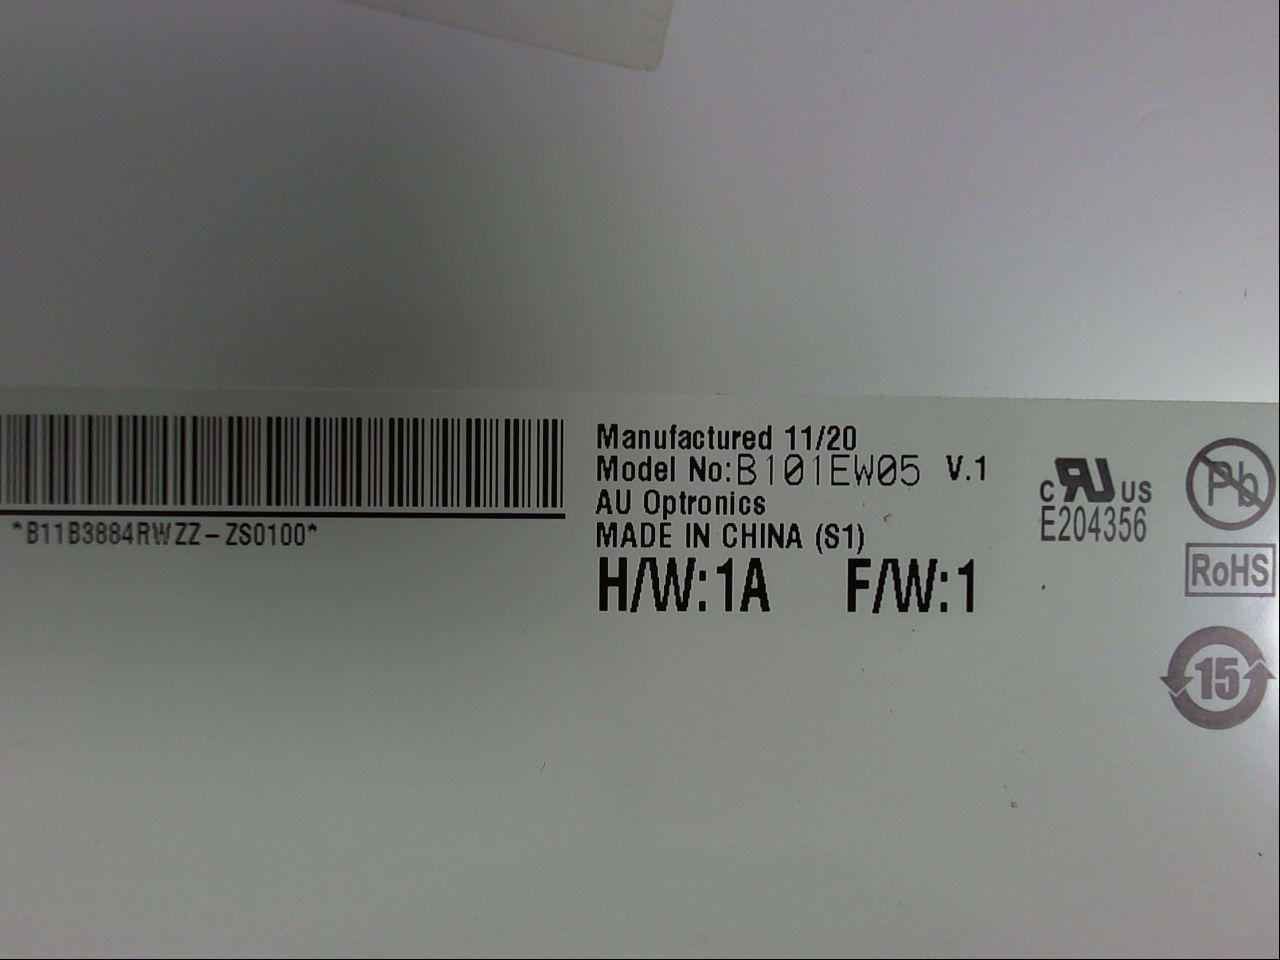 Manufactured 11/20
Model No:B101EW05 V.1
AU Optronics
MADE IN CHINA (S1)
H/W:1A F/W:1
*B11B3884RWZZ-ZS0100*
C UR US
E204356
Pb
RoHS
15